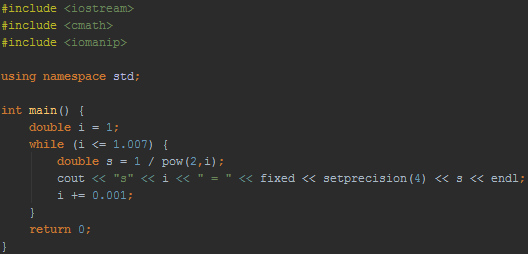 #include <iostream>
#include <cmath>
#include <iomanip>
using namespace std;
int main() {
double i = 1;
while (i <= 1.007) {
double s = 1 / pow(2,i);
cout << "s" << i << " = " << fixed << setprecision(4) << s << endl;
i += 0.001;
}
return 0;
}